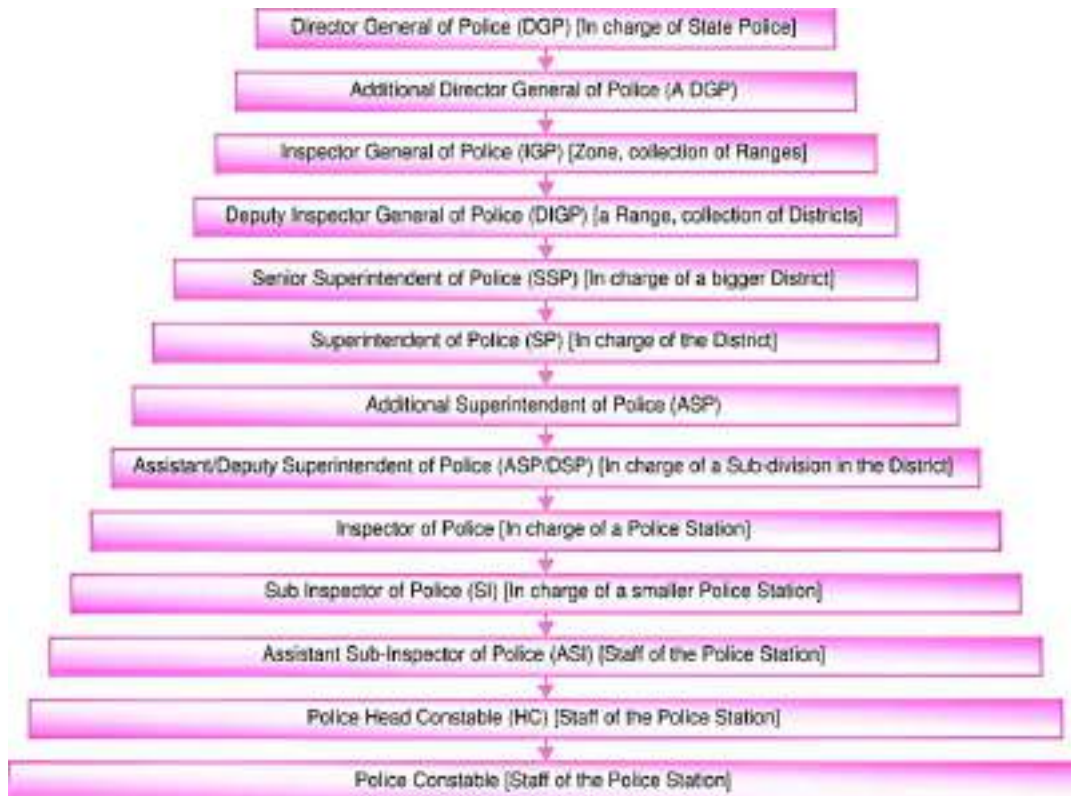 Director General of Police (DGP) [In charge of State Police]
Additional Director General of Police (A DGP)
Inspector General of Police (IGP) [Zone, collection of Ranges]
Deputy Inspector General of Police (DIGP) [a Range, collection of Districts]
Senior Superintendent of Police (SSP) [In charge of a bigger District]
Superintendent of Police (SP) [In charge of the District]
Additional Superintendent of Police (ASP)
Assistant/Deputy Superintendent of Police (ASP/DSP) [In charge of a Sub-division in the District]
Inspector of Police [In charge of a Police Station]
Sub Inspector of Police (SI) [In charge of a smaller Police Station]
Assistant Sub-Inspector of Police (ASI) [Staff of the Police Station]
Police Head Constable (HC) [Staff of the Police Station]
Police Constable [Staff of the Police Station]